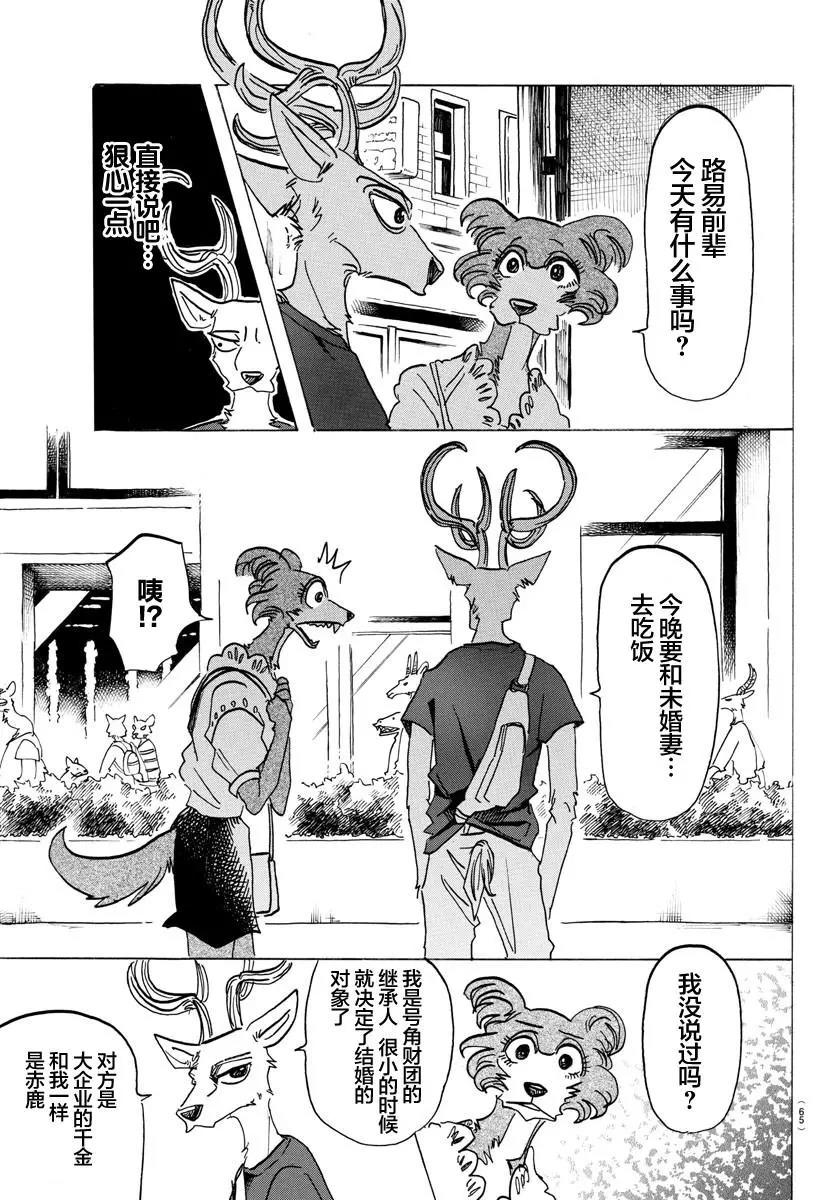 路易前辈
今天有什么事吗？
直接说吧…
狠心一点
今晚要和未婚妻…
去吃饭
咦!?
我没说过吗？
我是号角财团的
继承人 很小的时候
就决定了结婚的
对象了
对方是
大企业的千金
和我一样
是赤鹿
（65）